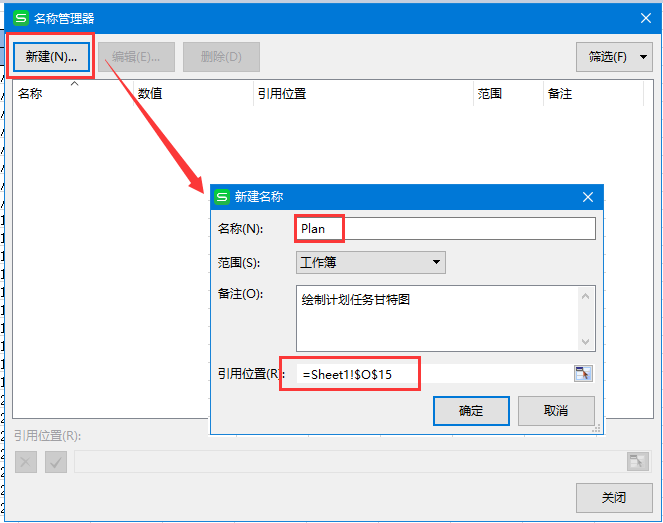 名称管理器
新建(N)...
编辑(E)...
删除(D)
筛选(F)
名称 数值 引用位置 范围 备注
新建名称
名称(N): Plan
范围(S): 工作簿
备注(O): 绘制计划任务甘特图
引用位置(R): =Sheet1!$O$15
确定 取消
引用位置(R):
关闭